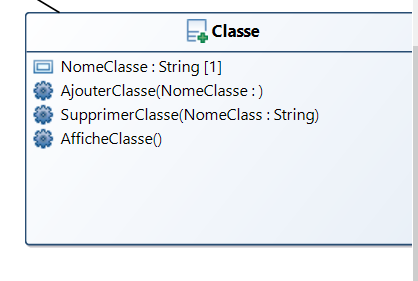 Classe
NomeClasse : String [1]
AjouterClasse(NomeClasse : )
SupprimerClasse(NomeClass : String)
AfficheClasse()